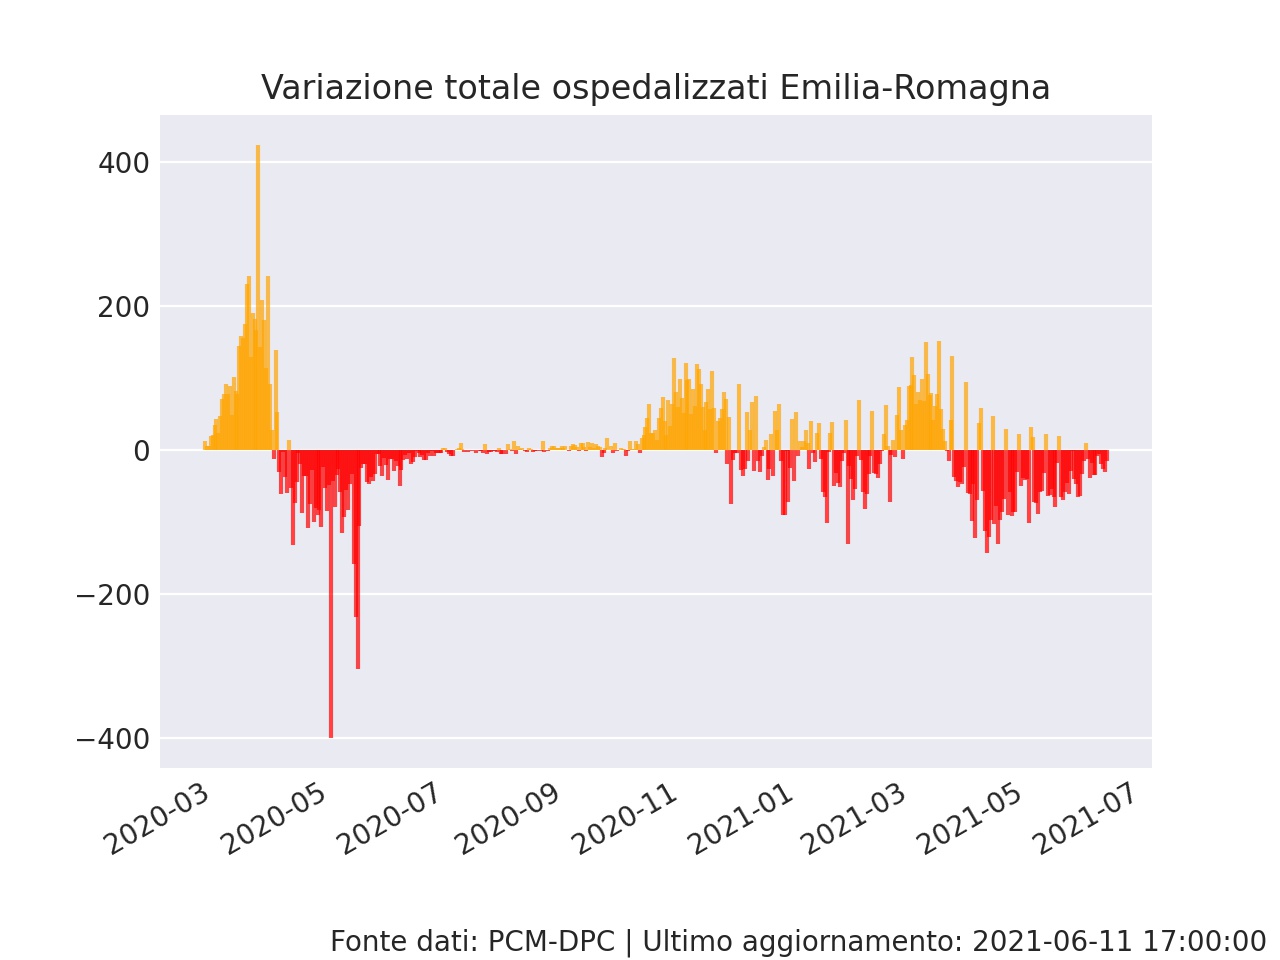 Variazione totale ospedalizzati Emilia-Romagna
400
200
0
−200
−400
2020-03 2020-05 2020-07 2020-09 2020-11 2021-01 2021-03 2021-05 2021-07
Fonte dati: PCM-DPC | Ultimo aggiornamento: 2021-06-11 17:00:00